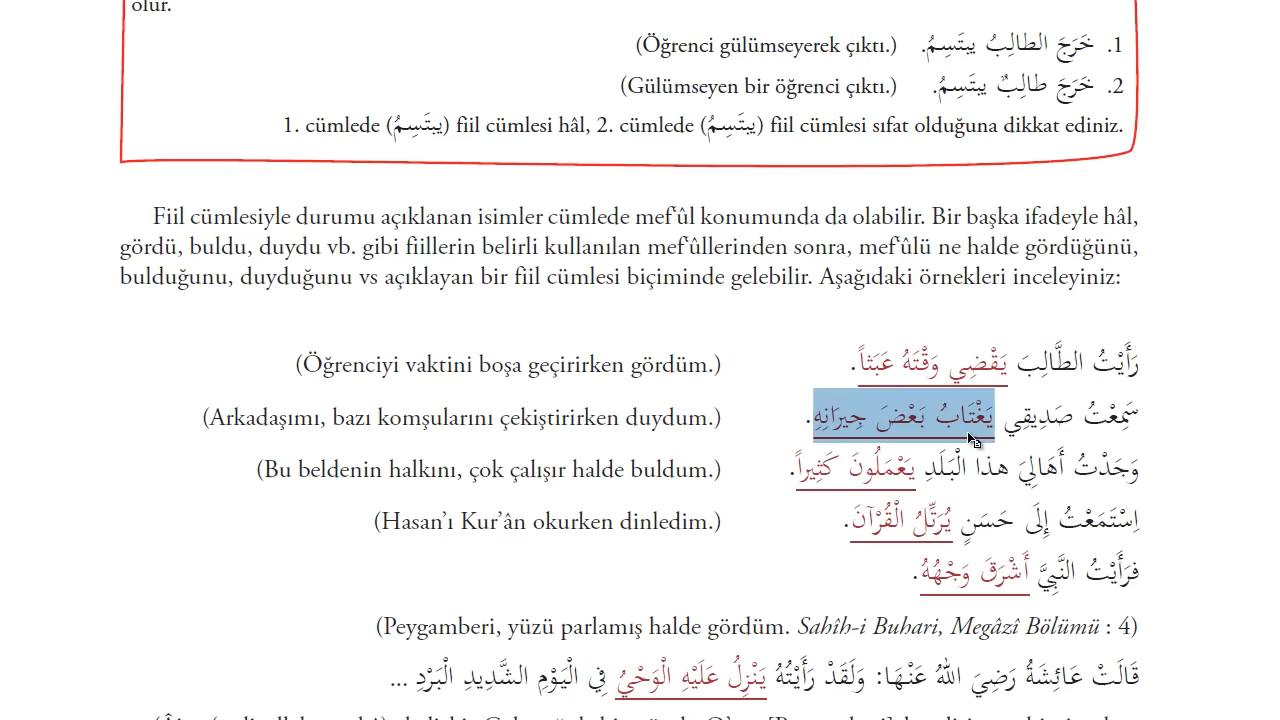 olur.
1. خَرَجَ الطالِبُ يبتَسِمُ. (Öğrenci gülümseyerek çıktı.)
2. خَرَجَ طالِبٌ يبتَسِمُ. (Gülümseyen bir öğrenci çıktı.)
1. cümlede (يبتَسِمُ) fiil cümlesi hâl, 2. cümlede (يبتَسِمُ) fiil cümlesi sıfat olduğuna dikkat ediniz.
Fiil cümlesiyle durumu açıklanan isimler cümlede mef‘ûl konumunda da olabilir. Bir başka ifadeyle hâl,
gördü, buldu, duydu vb. gibi fiillerin belirli kullanılan mef‘ûllerinden sonra, mef‘ûlü ne halde gördüğünü,
bulduğunu, duyduğunu vs açıklayan bir fiil cümlesi biçiminde gelebilir. Aşağıdaki örnekleri inceleyiniz:
رَأَيْتُ الطَّالِبَ يَقْضِي وَقْتَهُ عَبَثاً. (Öğrenciyi vaktini boşa geçirirken gördüm.)
سَمِعْتُ صَدِيقِي يَغْتَابُ بَعْضَ جِيرَانِهِ. (Arkadaşımı, bazı komşularını çekiştirirken duydum.)
وَجَدْتُ أَهَالِيَ هذا الْبَلَدِ يَعْمَلُونَ كَثِيراً. (Bu beldenin halkını, çok çalışır halde buldum.)
اِسْتَمَعْتُ إِلَى حَسَنٍ يُرَتِّلُ الْقُرْآنَ. (Hasan’ı Kur’ân okurken dinledim.)
فرَأَيْتُ النَّبِيَّ أَشْرَقَ وَجْهُهُ.
(Peygamberi, yüzü parlamış halde gördüm. Sahîh-i Buhari, Megâzî Bölümü : 4)
قَالَتْ عَائِشَةُ رَضِيَ اللهُ عَنْهَا: وَلَقَدْ رَأَيْتُهُ يَنْزِلُ عَلَيْهِ الْوَحْيُ فِي الْيَوْمِ الشَّدِيدِ الْبَرْدِ ...